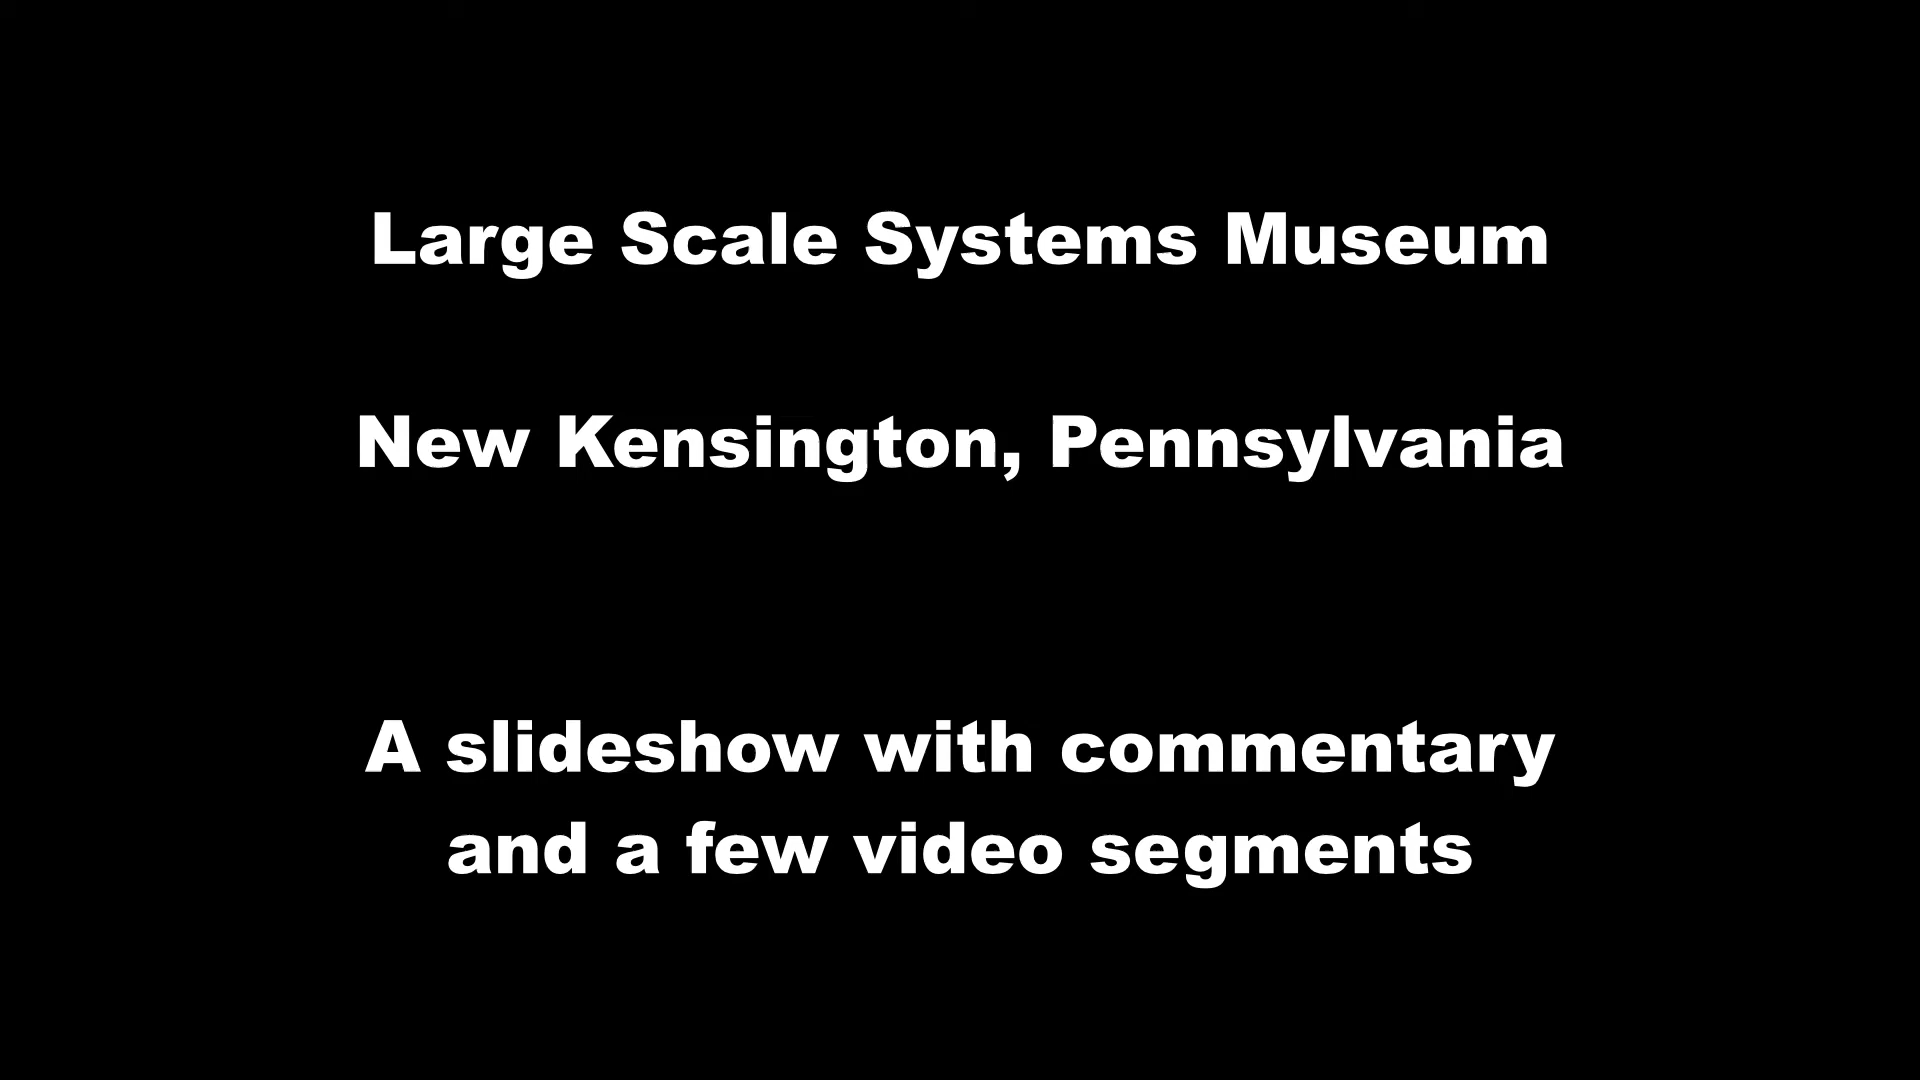 Large Scale Systems Museum
New Kensington, Pennsylvania
A slideshow with commentary
and a few video segments